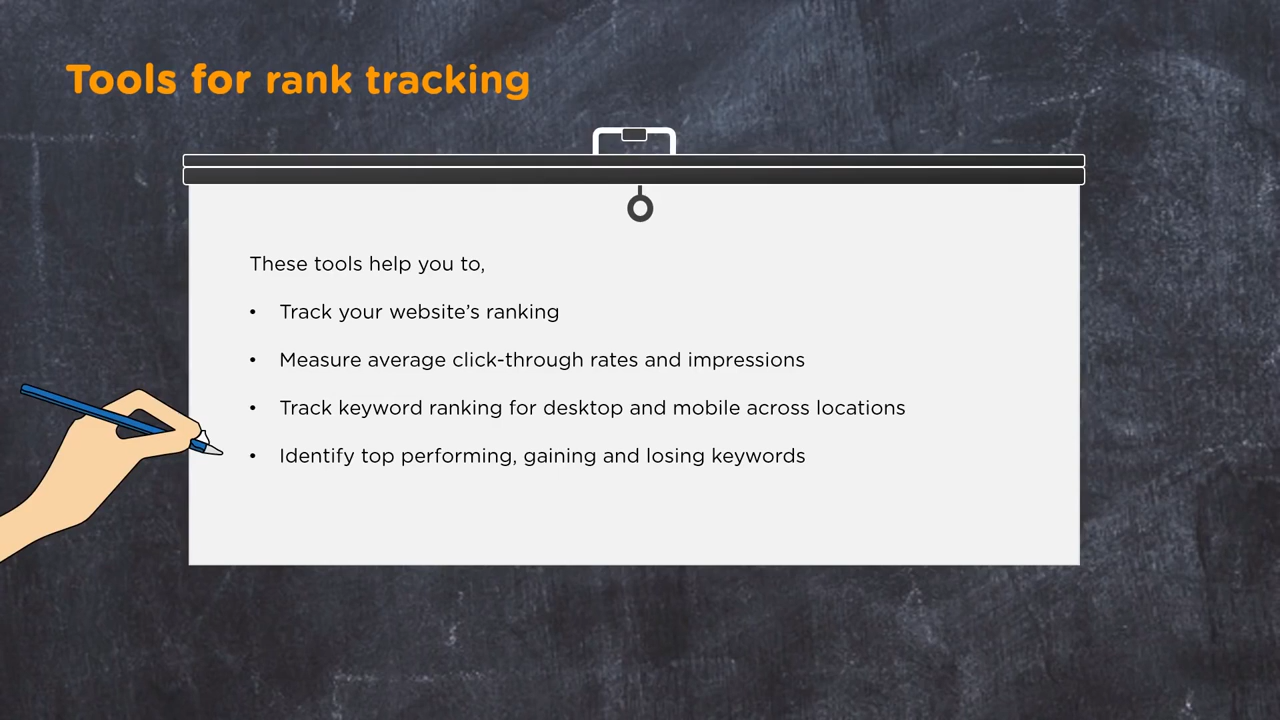 Tools for rank tracking
These tools help you to,
• Track your website’s ranking
• Measure average click-through rates and impressions
• Track keyword ranking for desktop and mobile across locations
• Identify top performing, gaining and losing keywords